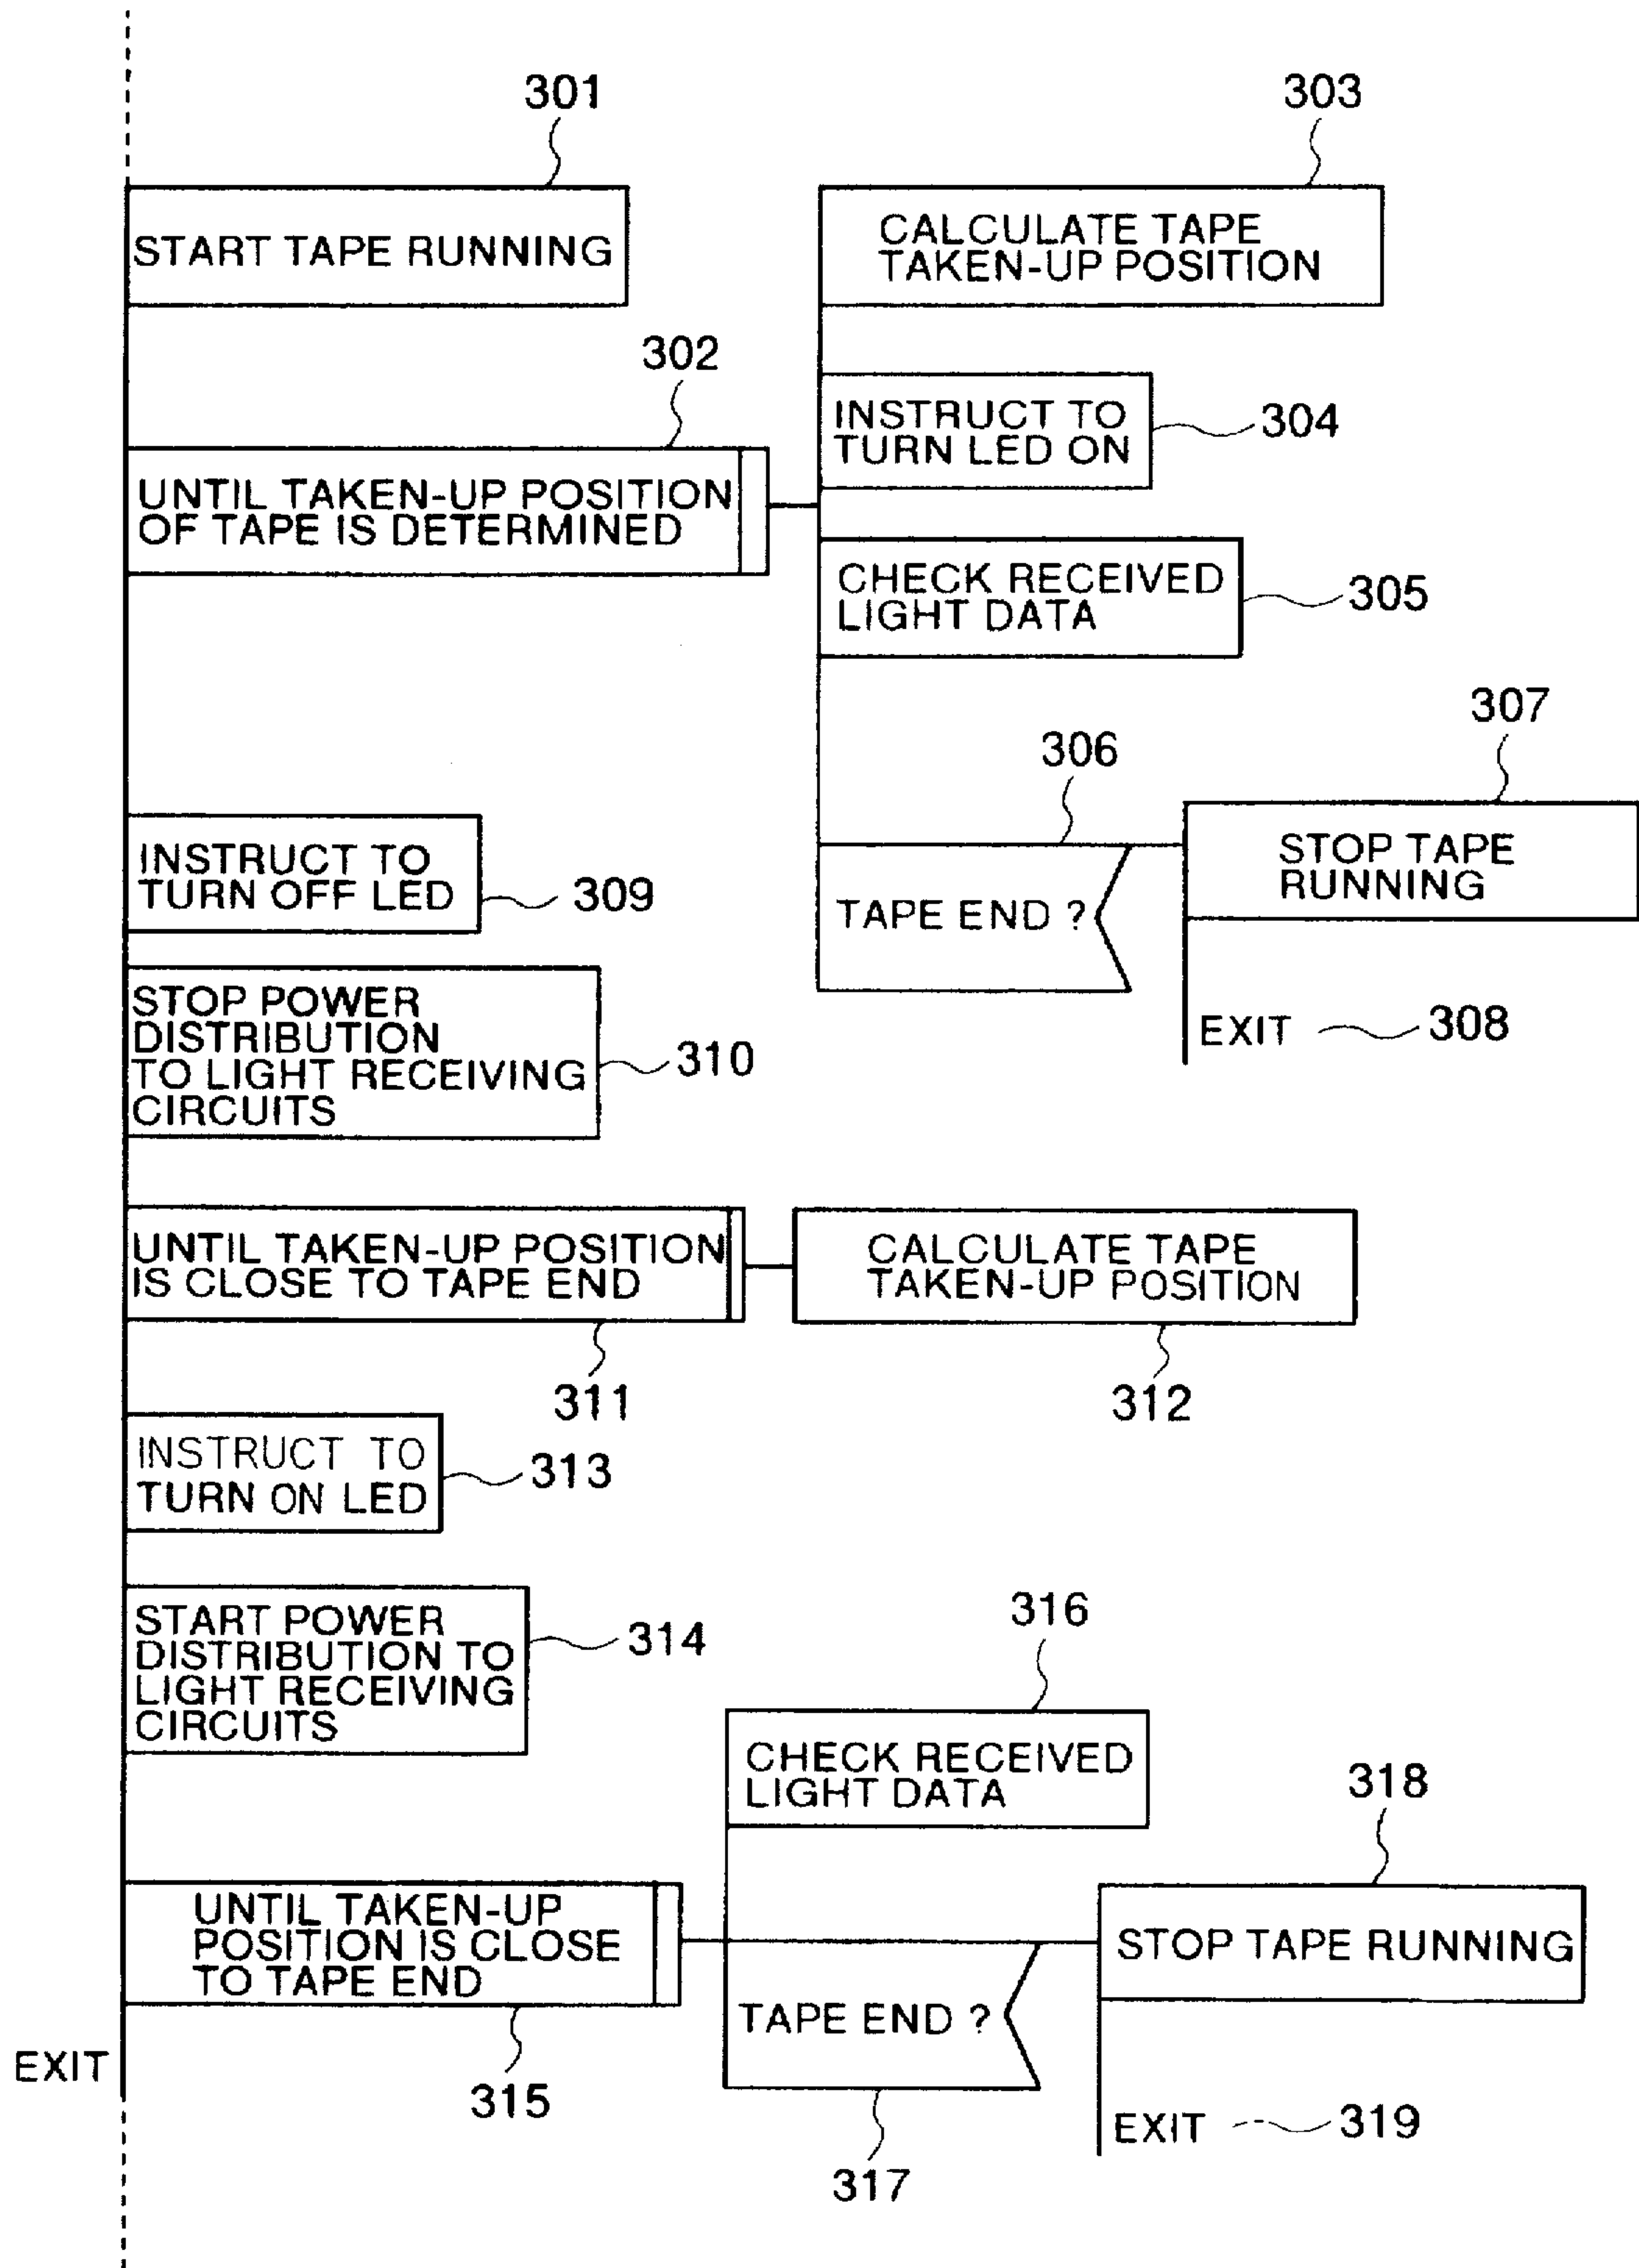 301
START TAPE RUNNING
302
UNTIL TAKEN-UP POSITION
OF TAPE IS DETERMINED
303
CALCULATE TAPE
TAKEN-UP POSITION
INSTRUCT TO
TURN LED ON
304
CHECK RECEIVED
LIGHT DATA
305
306
TAPE END ?
307
STOP TAPE
RUNNING
EXIT
308
INSTRUCT TO
TURN OFF LED
309
STOP POWER
DISTRIBUTION
TO LIGHT RECEIVING
CIRCUITS
310
UNTIL TAKEN-UP POSITION
IS CLOSE TO TAPE END
311
CALCULATE TAPE
TAKEN-UP POSITION
312
INSTRUCT TO
TURN ON LED
313
START POWER
DISTRIBUTION TO
LIGHT RECEIVING
CIRCUITS
314
UNTIL TAKEN-UP
POSITION IS CLOSE
TO TAPE END
315
316
CHECK RECEIVED
LIGHT DATA
TAPE END ?
317
318
STOP TAPE RUNNING
EXIT
319
EXIT